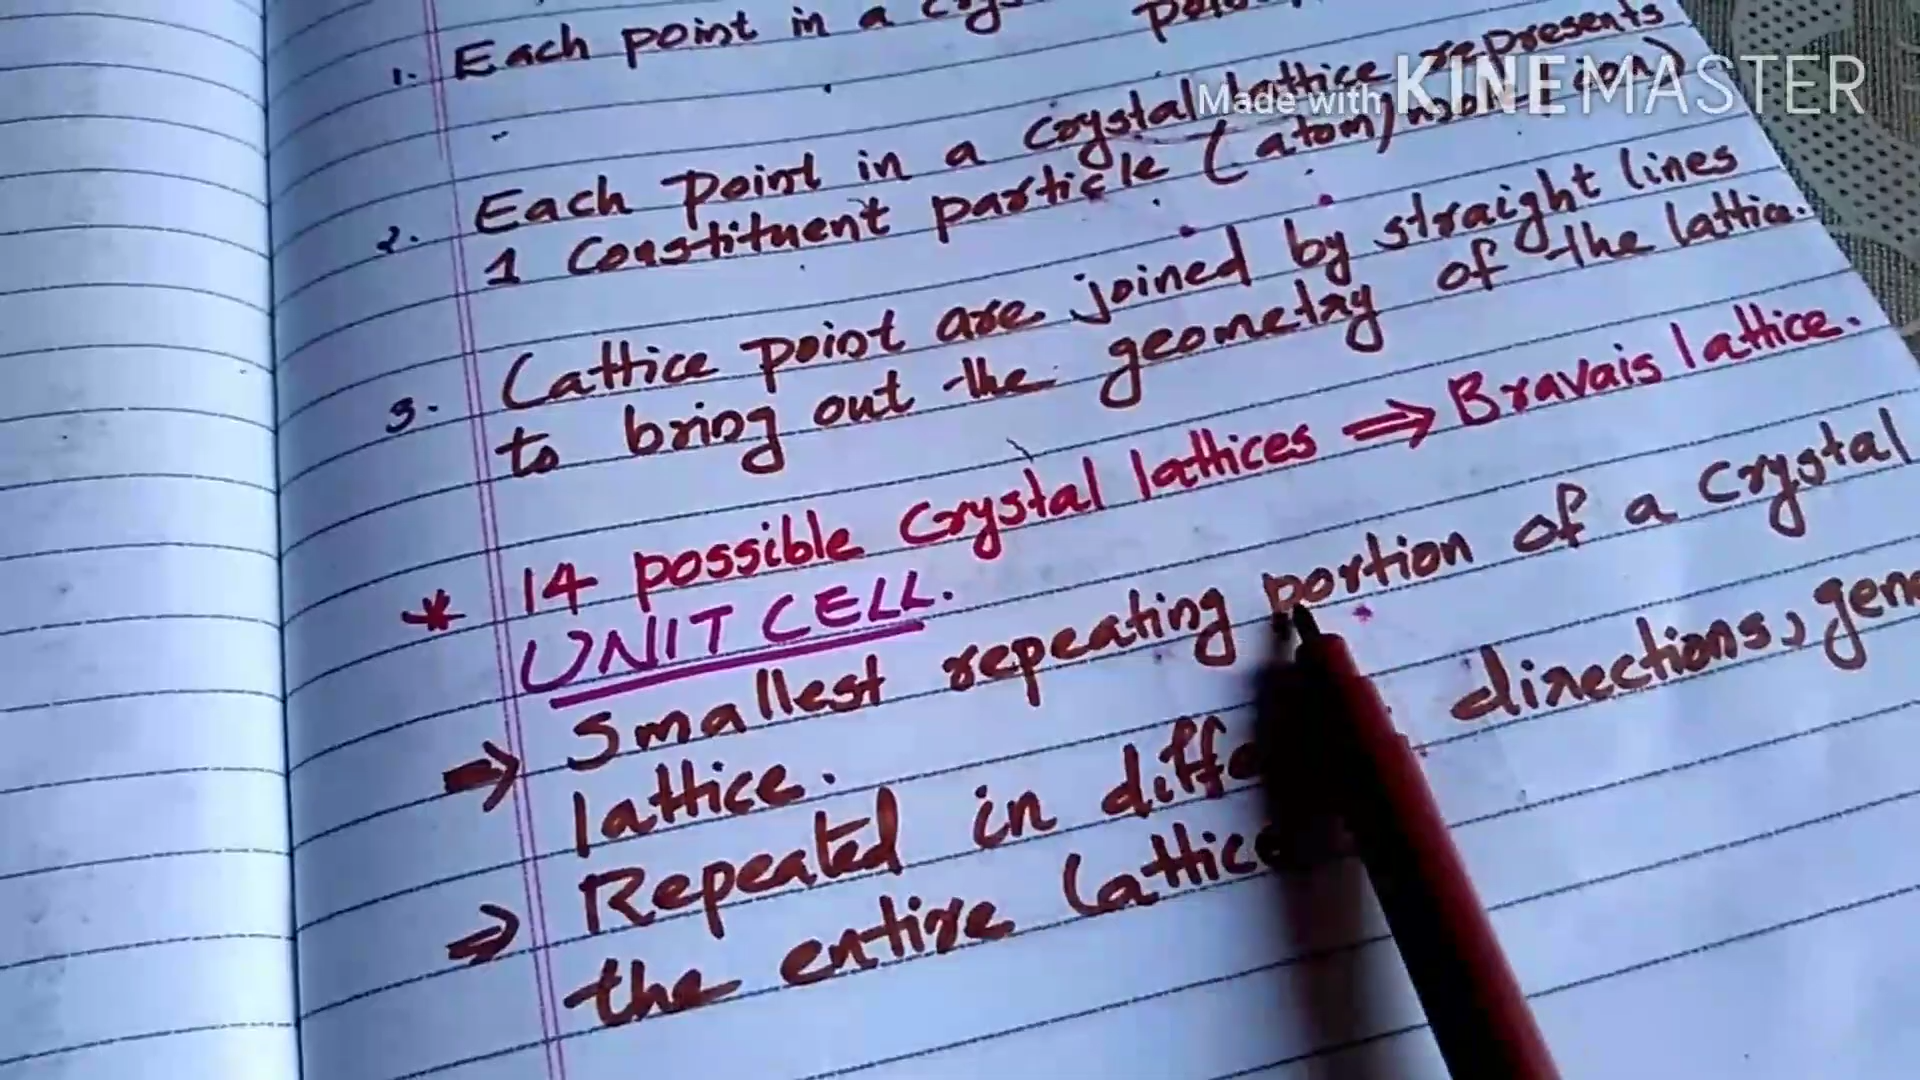 1. Each point in a
2. Each point in a crystal lattice represents
1 Constituent particle (atom,
3. Lattice point are joined by straight lines
to bring out the geometry of the lattice.
* 14 possible crystal lattices ⇒ Bravais lattice.
UNIT CELL.
⇒ Smallest repeating portion of a crystal
lattice.
⇒ Repeated in directions,
the entire lattice
Made with KINEMASTER